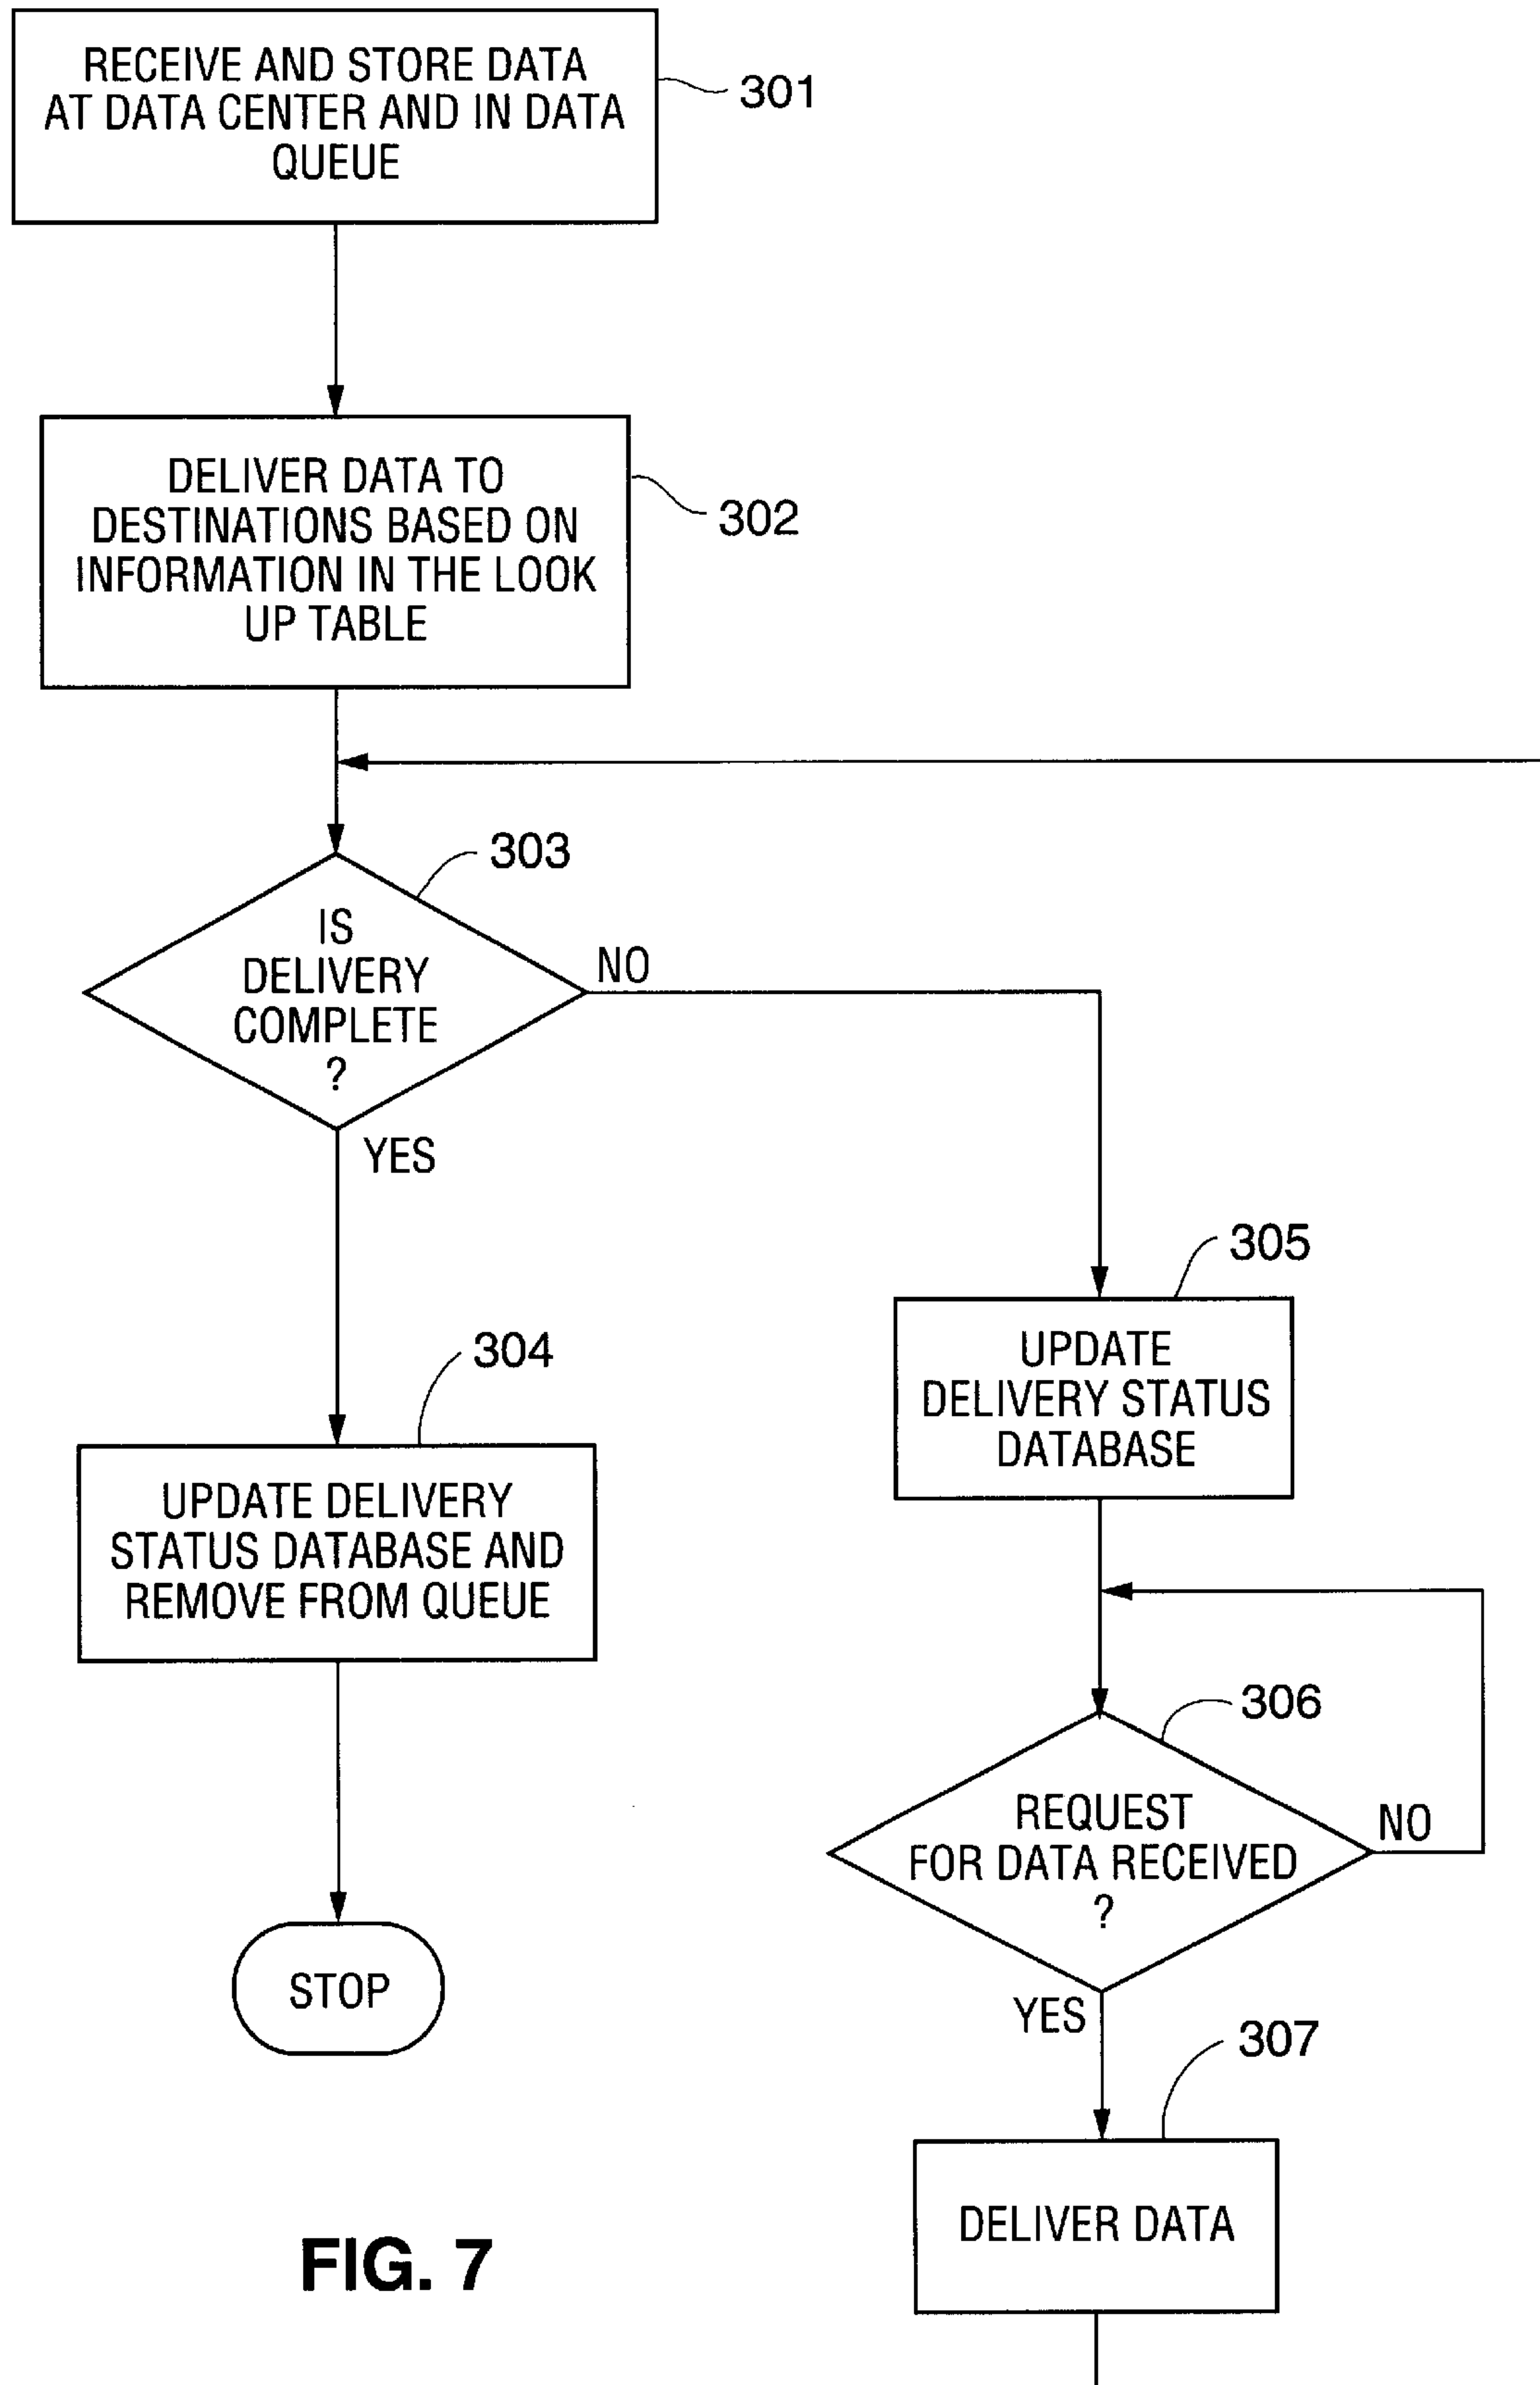 RECEIVE AND STORE DATA
AT DATA CENTER AND IN DATA
QUEUE
301
DELIVER DATA TO
DESTINATIONS BASED ON
INFORMATION IN THE LOOK
UP TABLE
302
303
IS
DELIVERY
COMPLETE
?
NO
YES
304
UPDATE DELIVERY
STATUS DATABASE AND
REMOVE FROM QUEUE
STOP
305
UPDATE
DELIVERY STATUS
DATABASE
306
REQUEST
FOR DATA RECEIVED
?
NO
YES
307
DELIVER DATA
FIG. 7